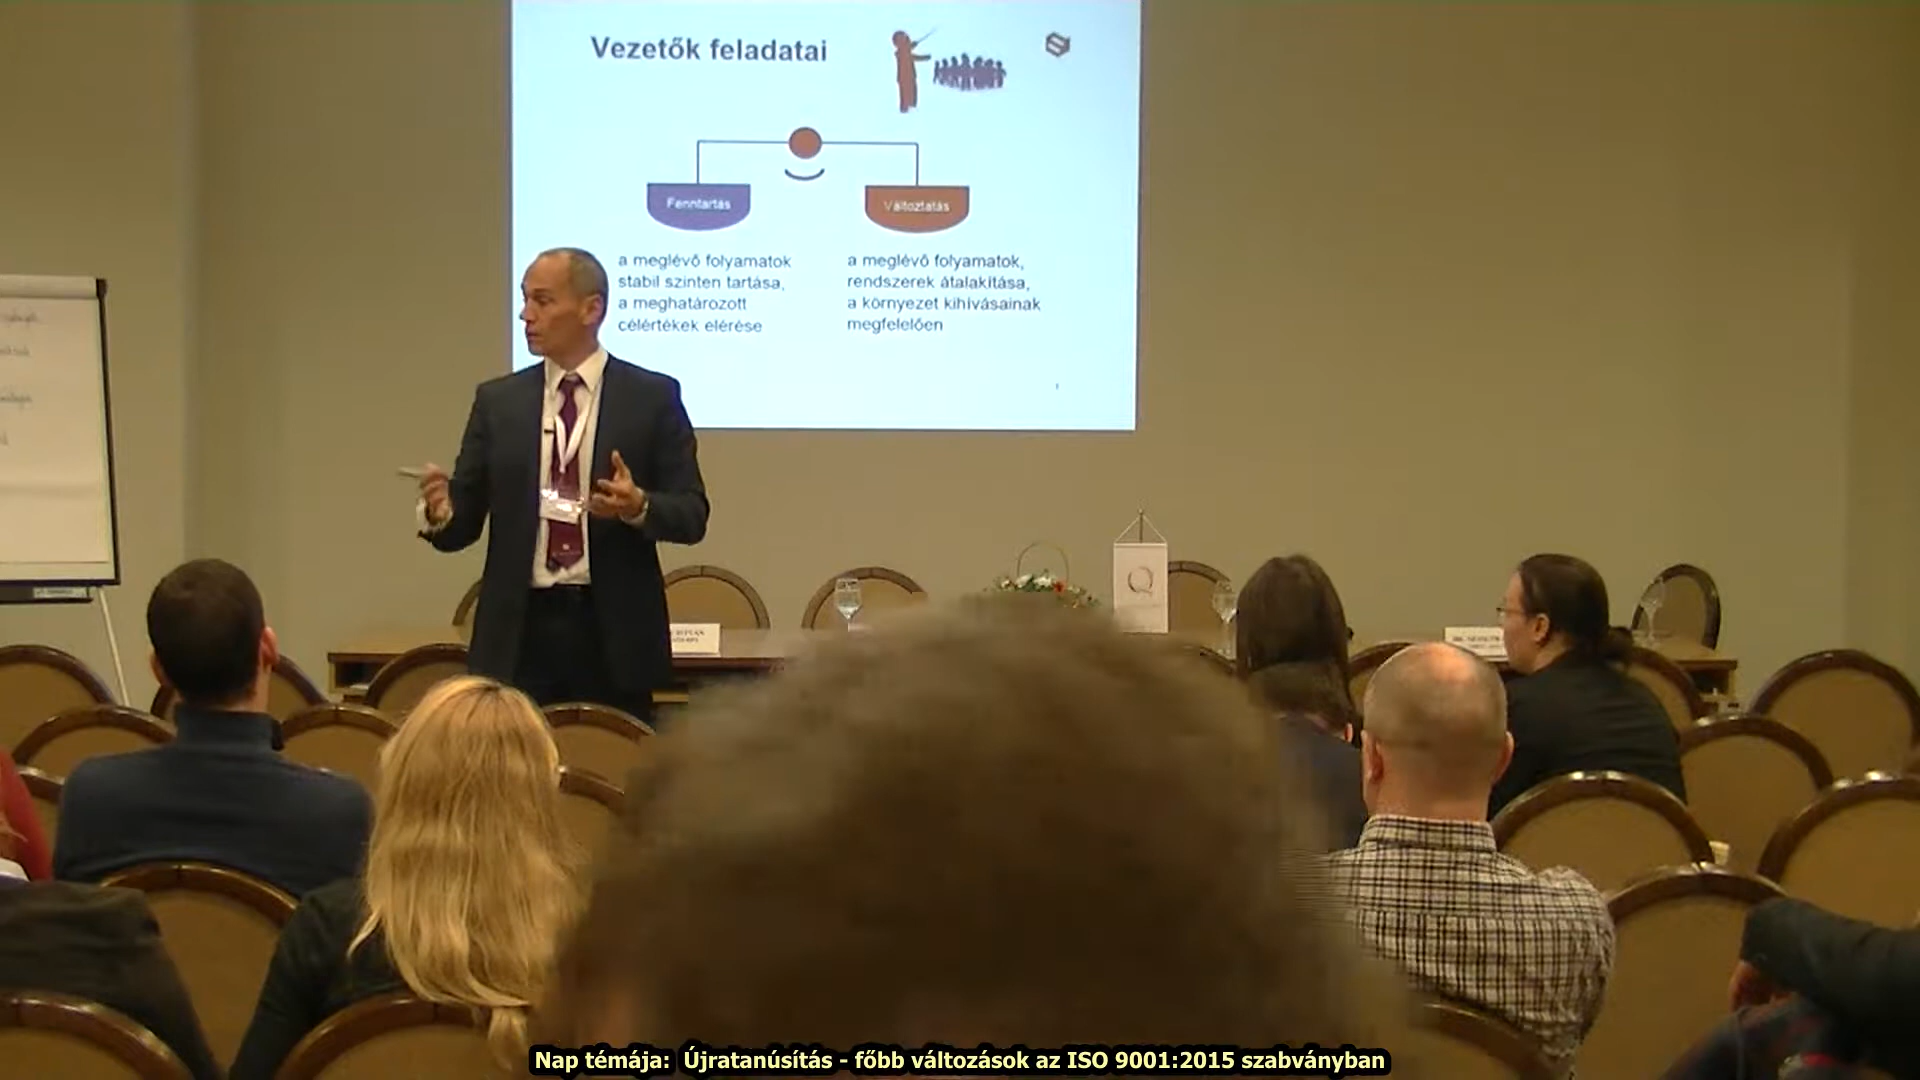 Vezetők feladatai
Fenntartás
Változtatás
a meglévő folyamatok
stabil szinten tartása,
a meghatározott
célértékek elérése
a meglévő folyamatok,
rendszerek átalakítása,
a környezet kihívásainak
megfelelően
Q
Nap témája: Újratanúsítás - főbb változások az ISO 9001:2015 szabványban